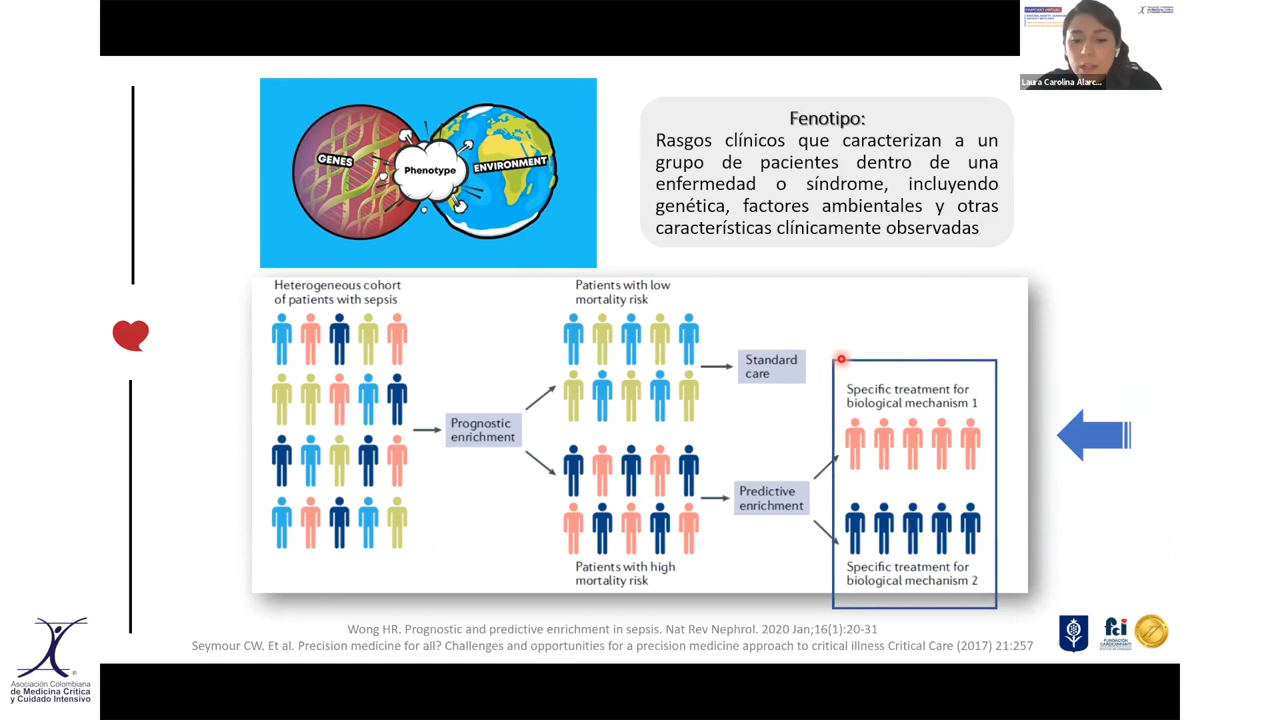 SIMPOSIO VIRTUAL
Laura Carolina Alarc...
GENES
Phenotype
ENVIRONMENT
Fenotipo:
Rasgos clínicos que caracterizan a un
grupo de pacientes dentro de una
enfermedad o síndrome, incluyendo
genética, factores ambientales y otras
características clínicamente observadas
Heterogeneous cohort
of patients with sepsis
Prognostic
enrichment
Patients with low
mortality risk
Standard
care
Patients with high
mortality risk
Predictive
enrichment
Specific treatment for
biological mechanism 1
Specific treatment for
biological mechanism 2
Wong HR. Prognostic and predictive enrichment in sepsis. Nat Rev Nephrol. 2020 Jan;16(1):20-31
Seymour CW. Et al. Precision medicine for all? Challenges and opportunities for a precision medicine approach to critical illness Critical Care (2017) 21:257
Asociación Colombiana
de Medicina Crítica
y Cuidado Intensivo
fci
FUNDACIÓN
CARDIOINFANTIL